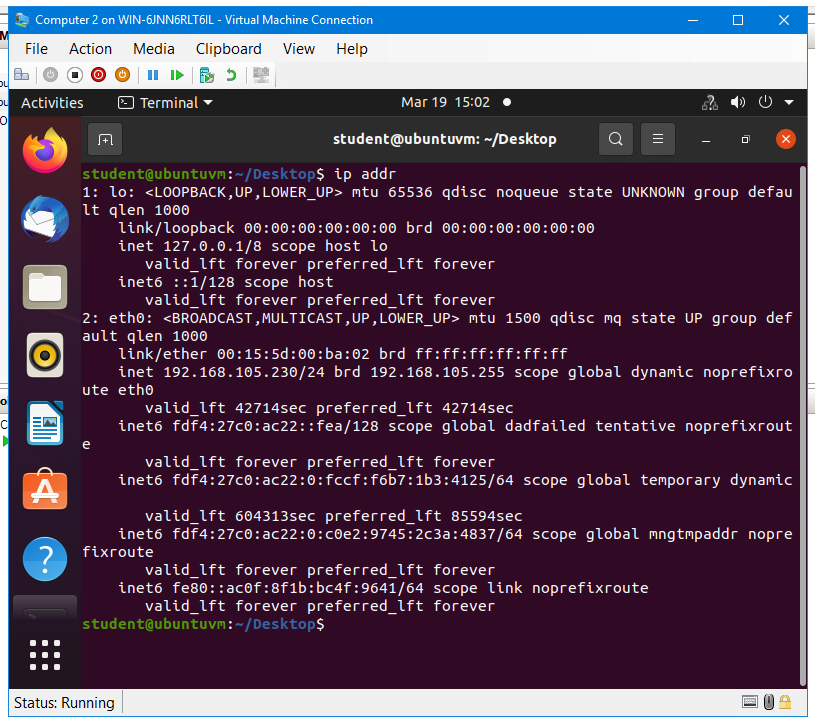 Computer 2 on WIN-6JNN6RLT6IL - Virtual Machine Connection
File Action Media Clipboard View Help
Activities Terminal Mar 19 15:02
student@ubuntuvm: ~/Desktop
student@ubuntuvm:~/Desktop$ ip addr
1: lo: <LOOPBACK,UP,LOWER_UP> mtu 65536 qdisc noqueue state UNKNOWN group defau
lt qlen 1000
link/loopback 00:00:00:00:00:00 brd 00:00:00:00:00:00
inet 127.0.0.1/8 scope host lo
valid_lft forever preferred_lft forever
inet6 ::1/128 scope host
valid_lft forever preferred_lft forever
2: eth0: <BROADCAST,MULTICAST,UP,LOWER_UP> mtu 1500 qdisc mq state UP group def
ault qlen 1000
link/ether 00:15:5d:00:ba:02 brd ff:ff:ff:ff:ff:ff
inet 192.168.105.230/24 brd 192.168.105.255 scope global dynamic noprefixro
ute eth0
valid_lft 42714sec preferred_lft 42714sec
inet6 fdf4:27c0:ac22::fea/128 scope global dadfailed tentative noprefixrout
e
valid_lft forever preferred_lft forever
inet6 fdf4:27c0:ac22:0:fccf:f6b7:1b3:4125/64 scope global temporary dynamic
valid_lft 604313sec preferred_lft 85594sec
inet6 fdf4:27c0:ac22:0:c0e2:9745:2c3a:4837/64 scope global mngtmpaddr nopre
fixroute
valid_lft forever preferred_lft forever
inet6 fe80::ac0f:8f1b:bc4f:9641/64 scope link noprefixroute
valid_lft forever preferred_lft forever
student@ubuntuvm:~/Desktop$
Status: Running